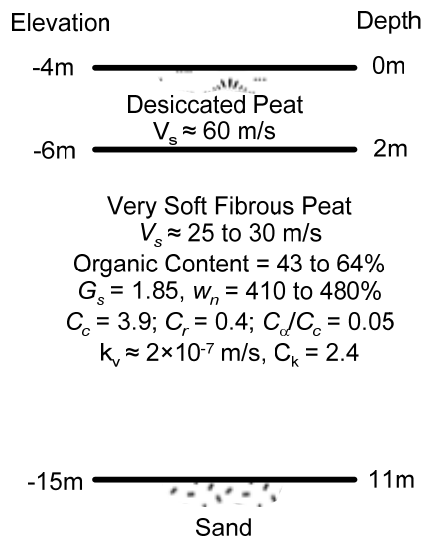 Elevation Depth
-4m 0m
Desiccated Peat
Vₛ ≈ 60 m/s
-6m 2m
Very Soft Fibrous Peat
Vₛ ≈ 25 to 30 m/s
Organic Content = 43 to 64%
Gₛ = 1.85, wₙ = 410 to 480%
C꜀ = 3.9; Cᵣ = 0.4; Cα/C꜀ = 0.05
kᵥ ≈ 2×10⁻⁷ m/s, Cₖ = 2.4
-15m 11m
Sand